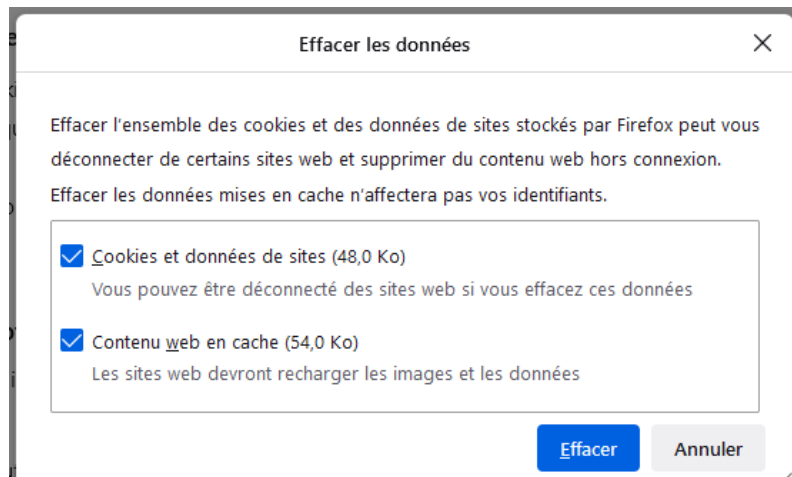 Effacer les données
Effacer l'ensemble des cookies et des données de sites stockés par Firefox peut vous
déconnecter de certains sites web et supprimer du contenu web hors connexion.
Effacer les données mises en cache n'affectera pas vos identifiants.
Cookies et données de sites (48,0 Ko)
Vous pouvez être déconnecté des sites web si vous effacez ces données
Contenu web en cache (54,0 Ko)
Les sites web devront recharger les images et les données
Effacer
Annuler